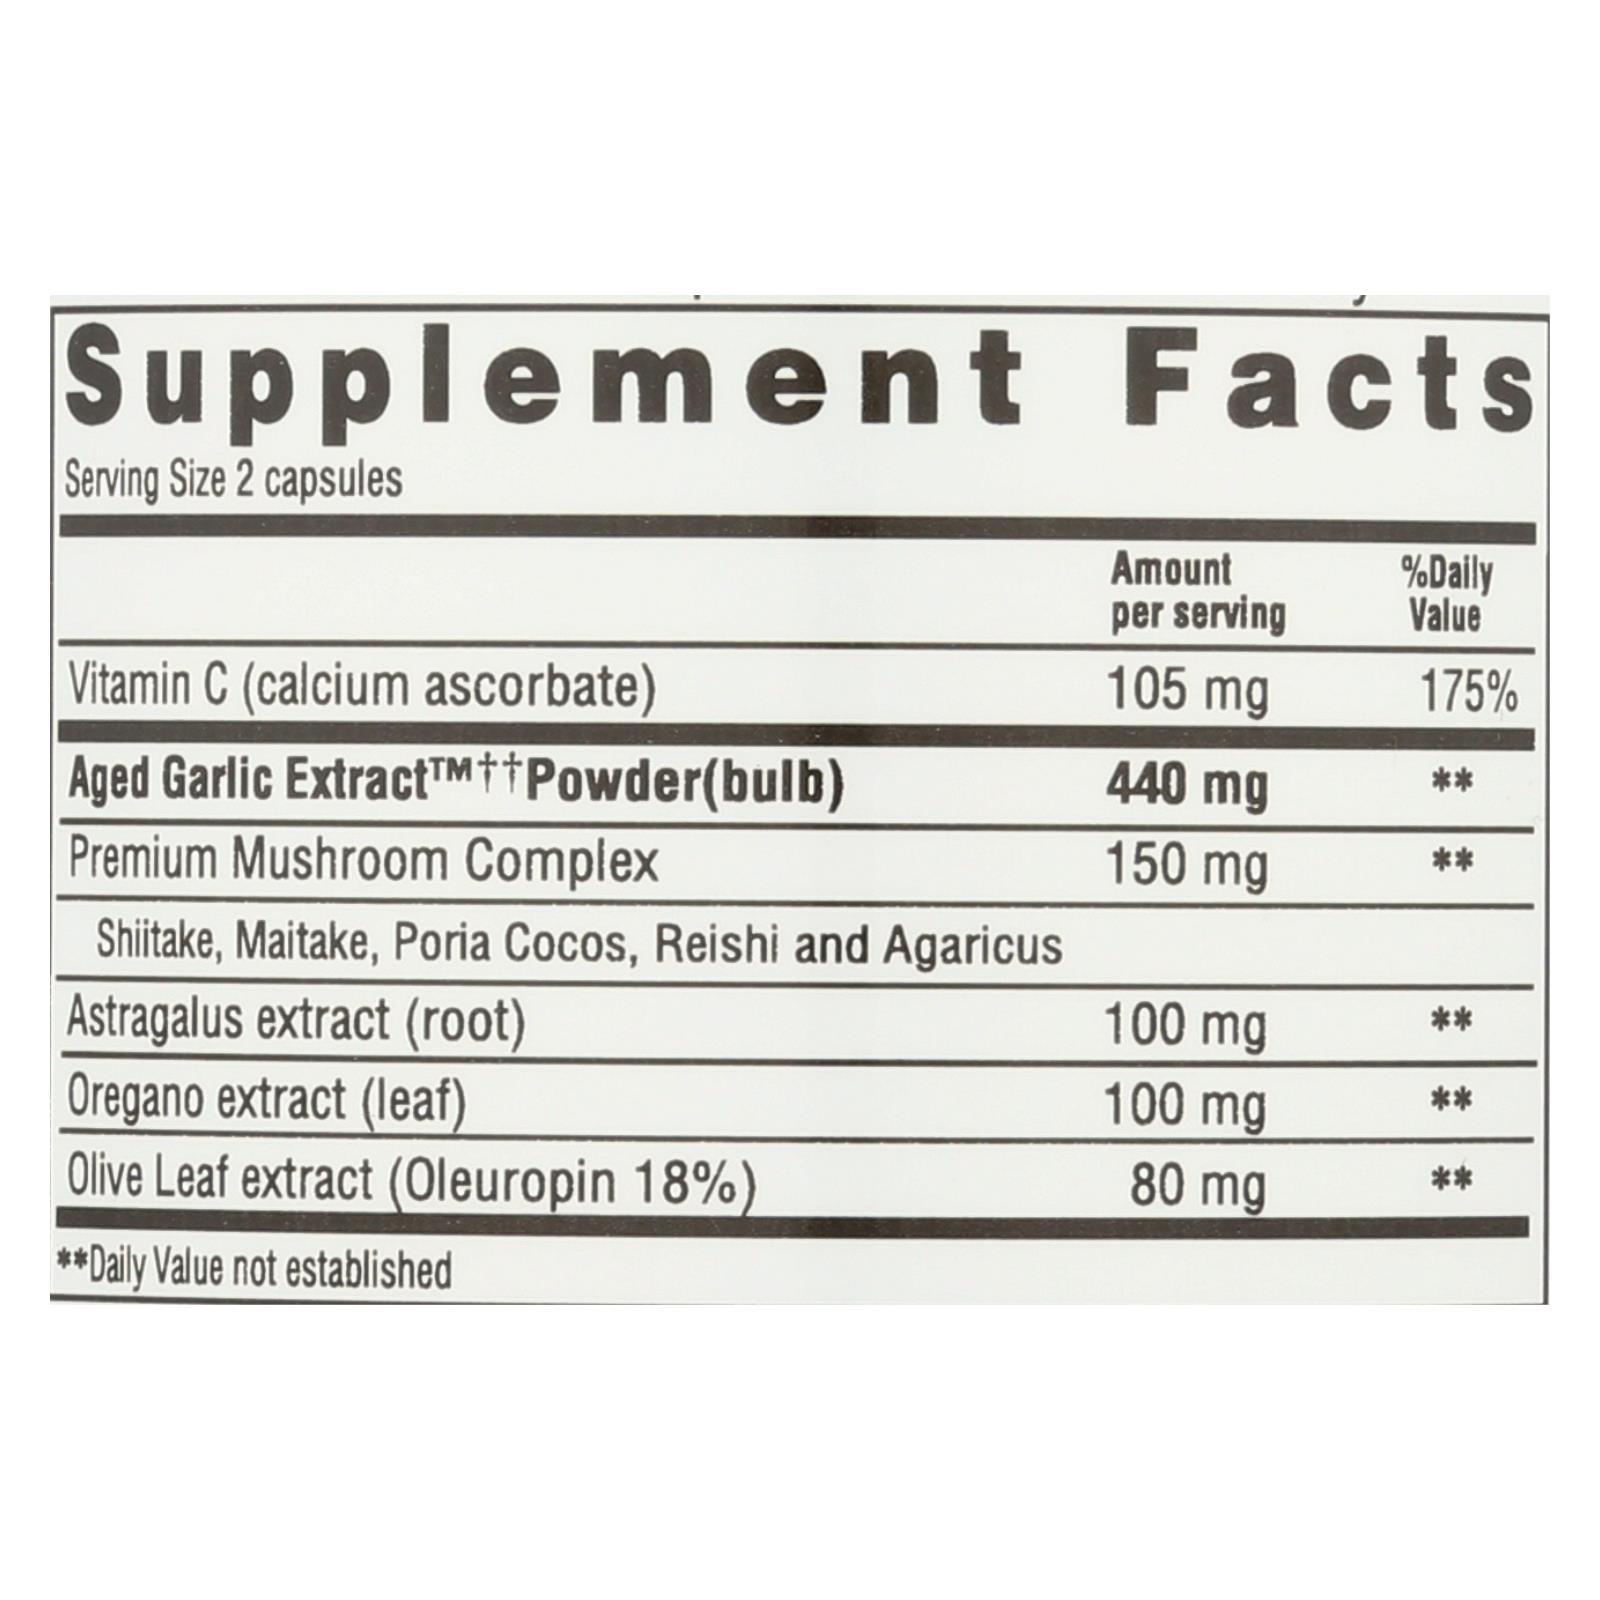 Supplement Facts
Serving Size 2 capsules
Amount per serving %Daily Value
Vitamin C (calcium ascorbate) 105 mg 175%
Aged Garlic Extract™††Powder(bulb) 440 mg **
Premium Mushroom Complex 150 mg **
Shiitake, Maitake, Poria Cocos, Reishi and Agaricus
Astragalus extract (root) 100 mg **
Oregano extract (leaf) 100 mg **
Olive Leaf extract (Oleuropin 18%) 80 mg **
**Daily Value not established